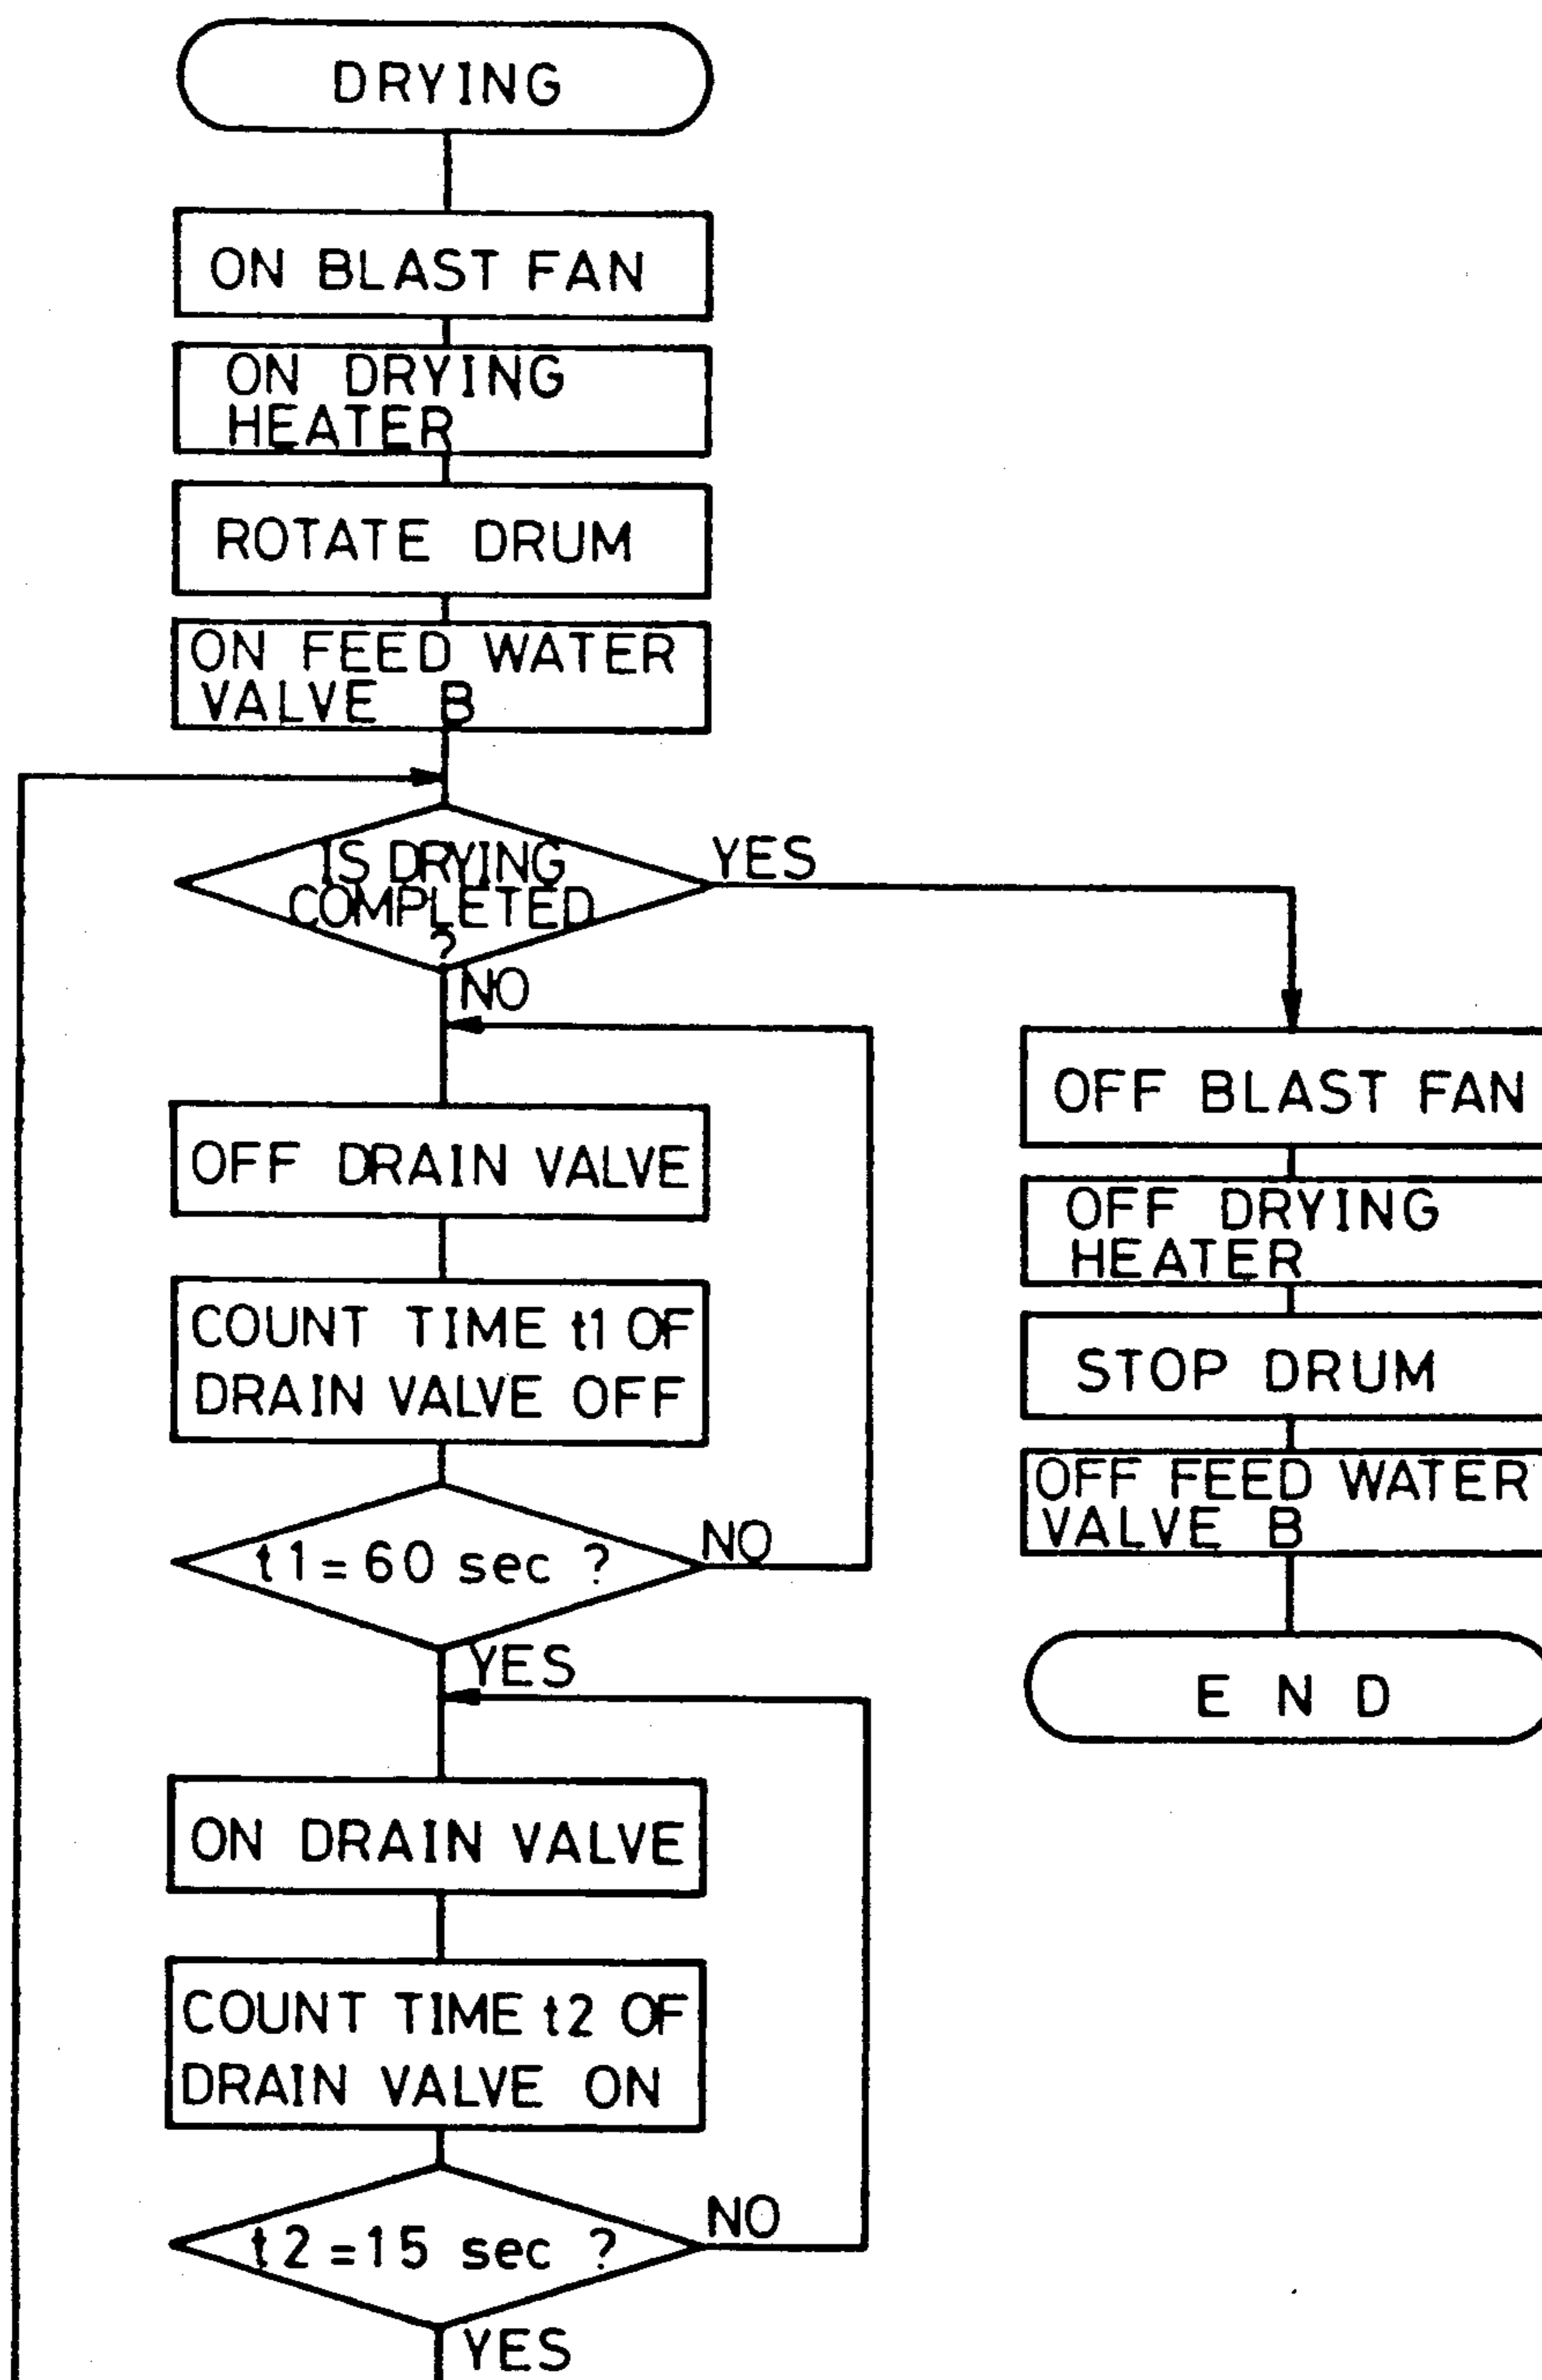 DRYING
ON BLAST FAN
ON DRYING
HEATER
ROTATE DRUM
ON FEED WATER
VALVE B
IS DRYING
COMPLETED
?
YES
NO
OFF DRAIN VALVE
COUNT TIME t1 OF
DRAIN VALVE OFF
t1=60 sec ?
NO
YES
ON DRAIN VALVE
COUNT TIME t2 OF
DRAIN VALVE ON
t2=15 sec ?
NO
YES
OFF BLAST FAN
OFF DRYING
HEATER
STOP DRUM
OFF FEED WATER
VALVE B
END